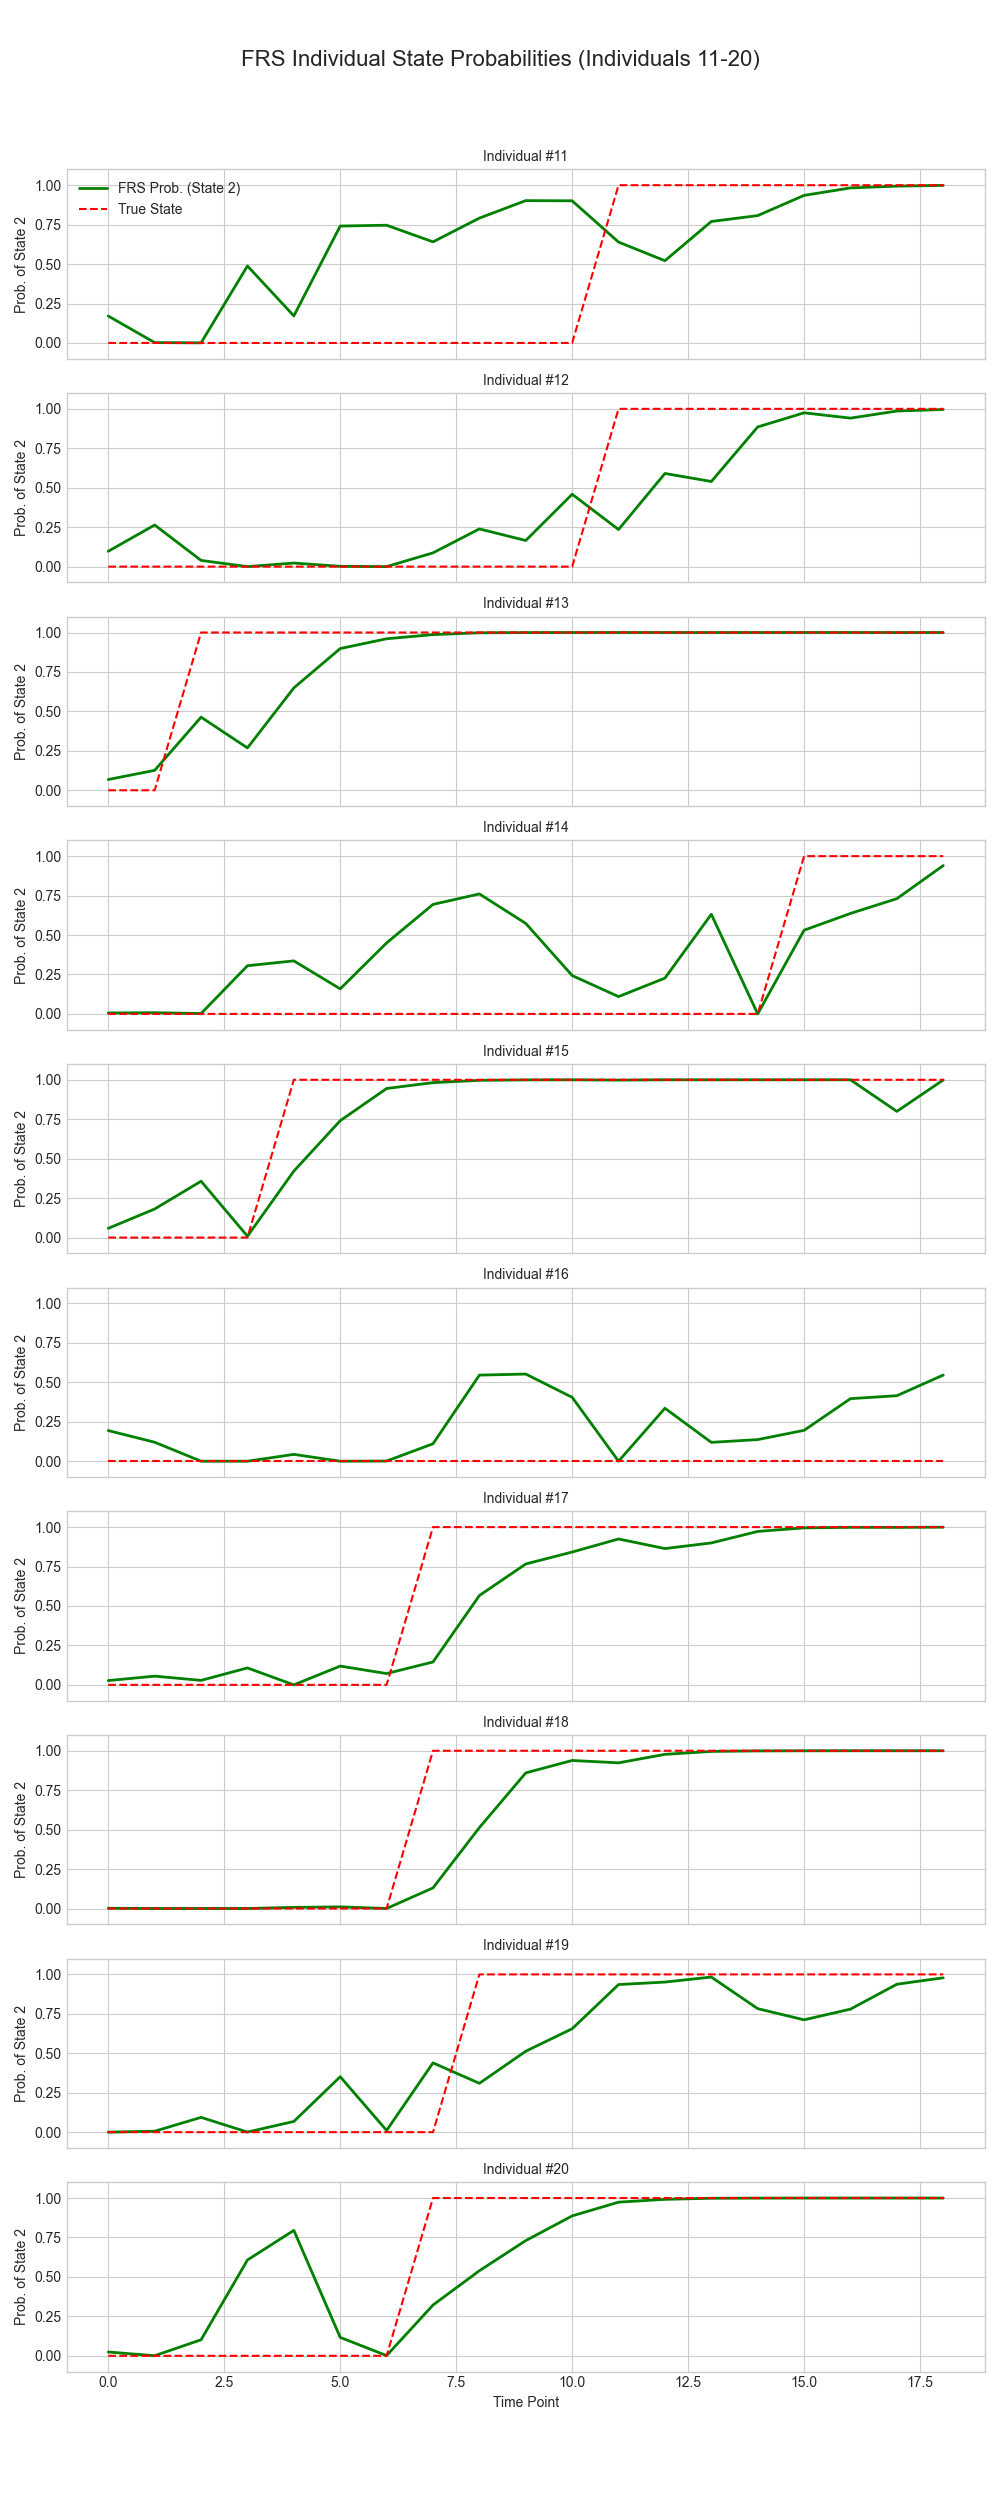 FRS Individual State Probabilities (Individuals 11-20)
Individual #11
FRS Prob. (State 2)
True State
Prob. of State 2
1.00
0.75
0.50
0.25
0.00
Individual #12
Prob. of State 2
1.00
0.75
0.50
0.25
0.00
Individual #13
Prob. of State 2
1.00
0.75
0.50
0.25
0.00
Individual #14
Prob. of State 2
1.00
0.75
0.50
0.25
0.00
Individual #15
Prob. of State 2
1.00
0.75
0.50
0.25
0.00
Individual #16
Prob. of State 2
1.00
0.75
0.50
0.25
0.00
Individual #17
Prob. of State 2
1.00
0.75
0.50
0.25
0.00
Individual #18
Prob. of State 2
1.00
0.75
0.50
0.25
0.00
Individual #19
Prob. of State 2
1.00
0.75
0.50
0.25
0.00
Individual #20
Prob. of State 2
1.00
0.75
0.50
0.25
0.00
0.0 2.5 5.0 7.5 10.0 12.5 15.0 17.5
Time Point